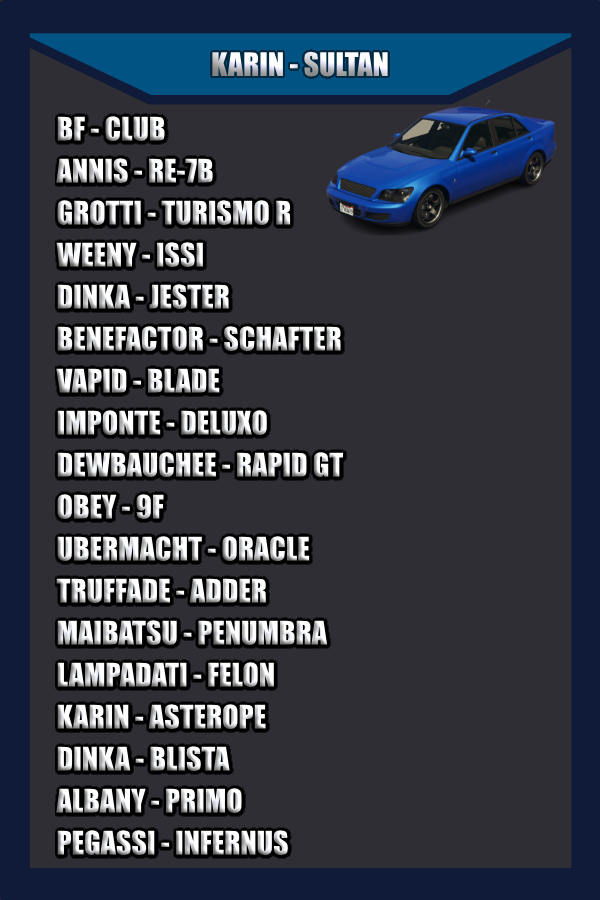 KARIN - SULTAN
BF - CLUB
ANNIS - RE-7B
GROTTI - TURISMO R
WEENY - ISSI
DINKA - JESTER
BENEFACTOR - SCHAFTER
VAPID - BLADE
IMPONTE - DELUXO
DEWBAUCHEE - RAPID GT
OBEY - 9F
UBERMACHT - ORACLE
TRUFFADE - ADDER
MAIBATSU - PENUMBRA
LAMPADATI - FELON
KARIN - ASTEROPE
DINKA - BLISTA
ALBANY - PRIMO
PEGASSI - INFERNUS